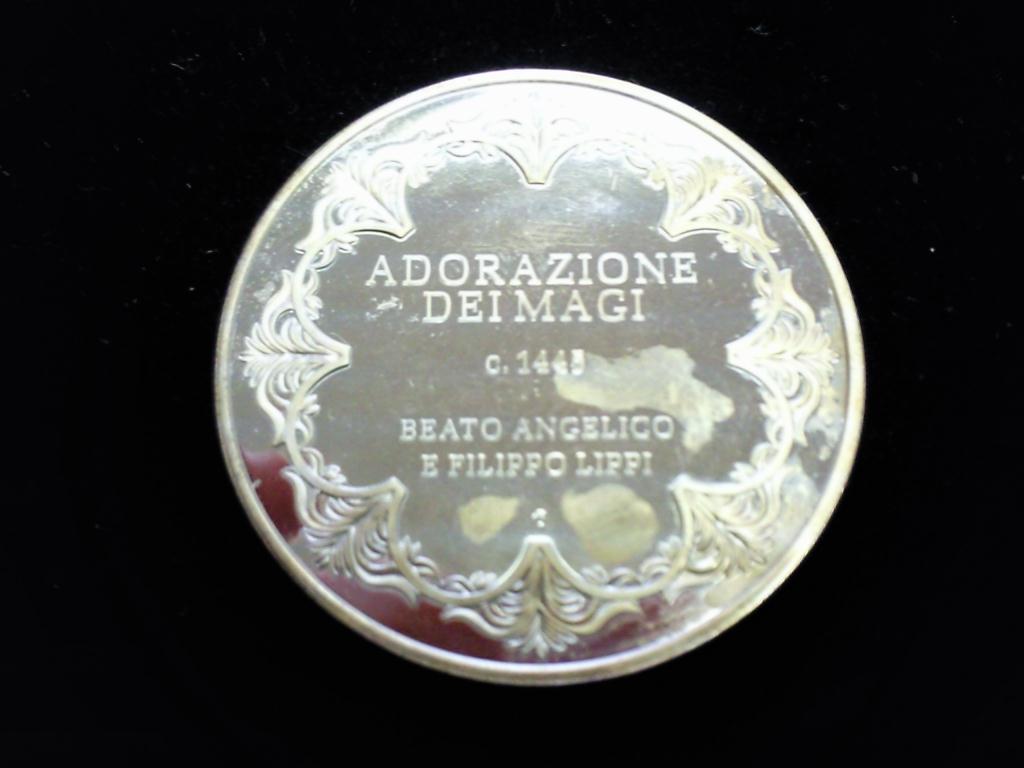 ADORAZIONE
DEI MAGI
c. 1445
BEATO ANGELICO
E FILIPPO LIPPI